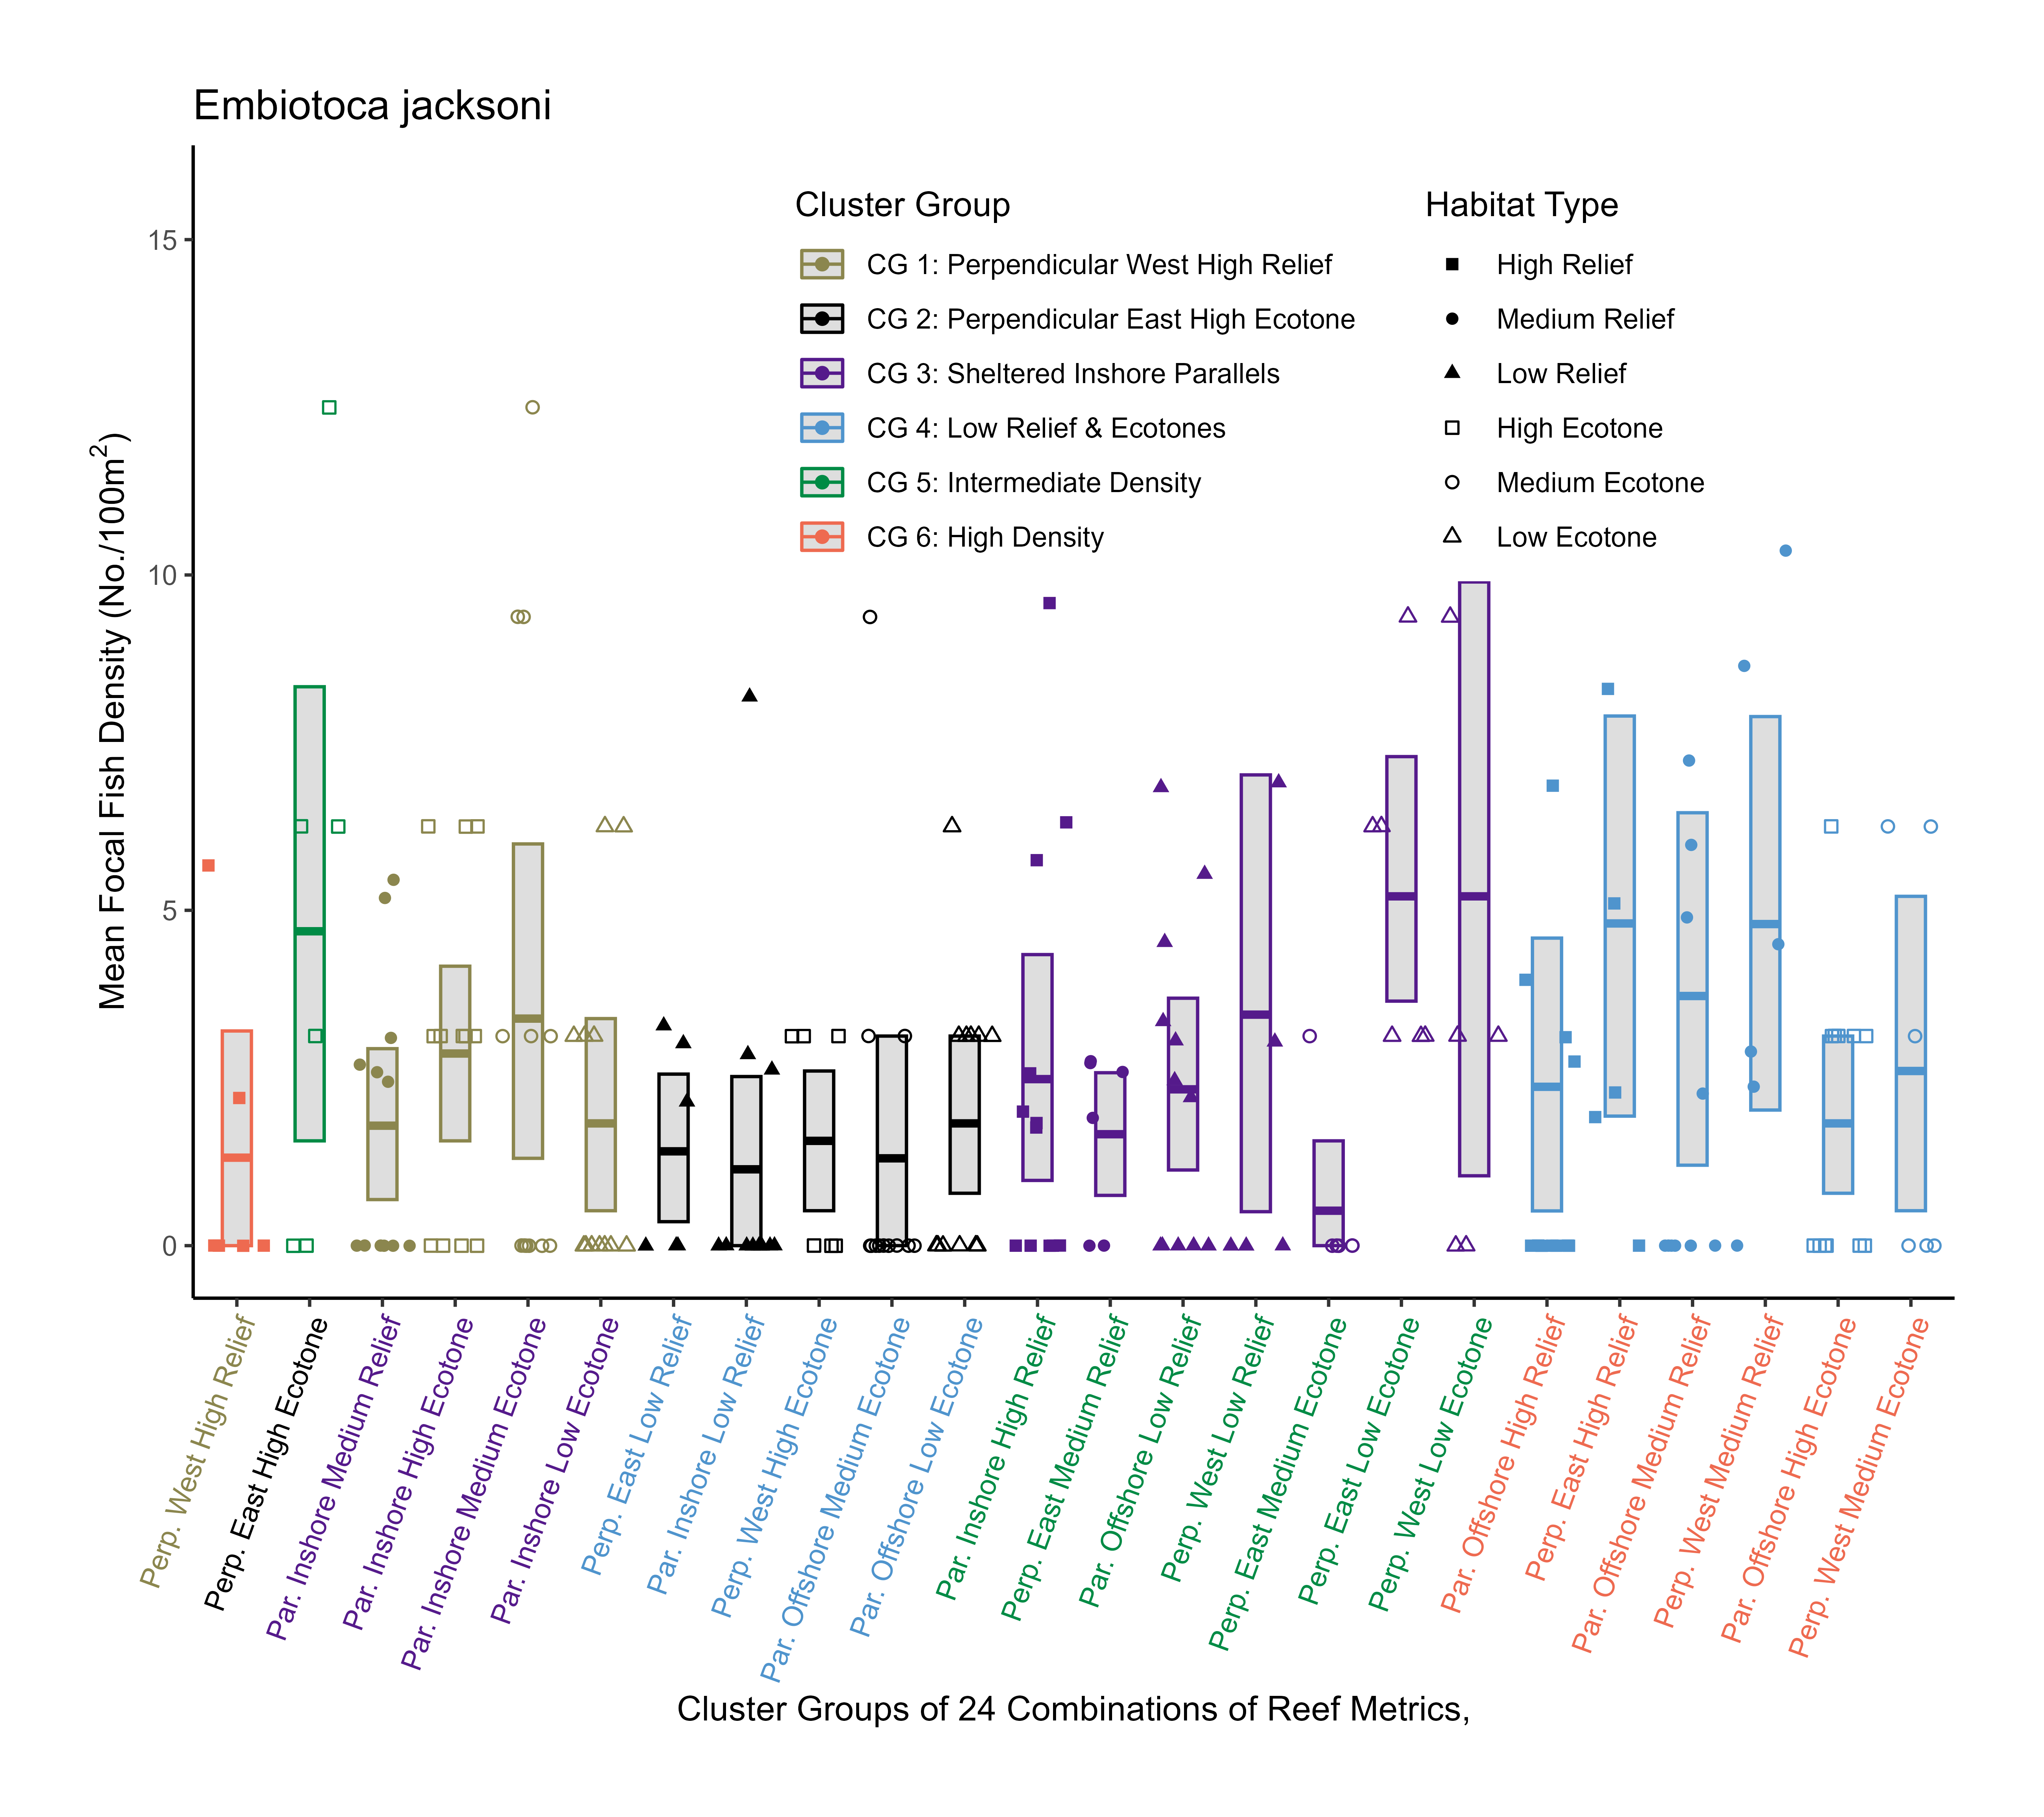 Embiotoca jacksoni
Mean Focal Fish Density (No./100m²)
15
10
5
0
Cluster Group
CG 1: Perpendicular West High Relief
CG 2: Perpendicular East High Ecotone
CG 3: Sheltered Inshore Parallels
CG 4: Low Relief & Ecotones
CG 5: Intermediate Density
CG 6: High Density
Habitat Type
High Relief
Medium Relief
Low Relief
High Ecotone
Medium Ecotone
Low Ecotone
Perp. West High Relief
Perp. East High Ecotone
Par. Inshore Medium Relief
Par. Inshore High Ecotone
Par. Inshore Medium Ecotone
Par. Inshore Low Ecotone
Perp. East Low Relief
Par. Inshore Low Relief
Perp. West High Ecotone
Par. Offshore Medium Ecotone
Par. Offshore Low Ecotone
Par. Inshore High Relief
Perp. East Medium Relief
Par. Offshore Low Relief
Perp. West Low Relief
Perp. East Medium Ecotone
Perp. East Low Ecotone
Perp. West Low Ecotone
Par. Offshore High Relief
Perp. East High Relief
Par. Offshore Medium Relief
Perp. West Medium Relief
Par. Offshore High Ecotone
Perp. West Medium Ecotone
Cluster Groups of 24 Combinations of Reef Metrics,